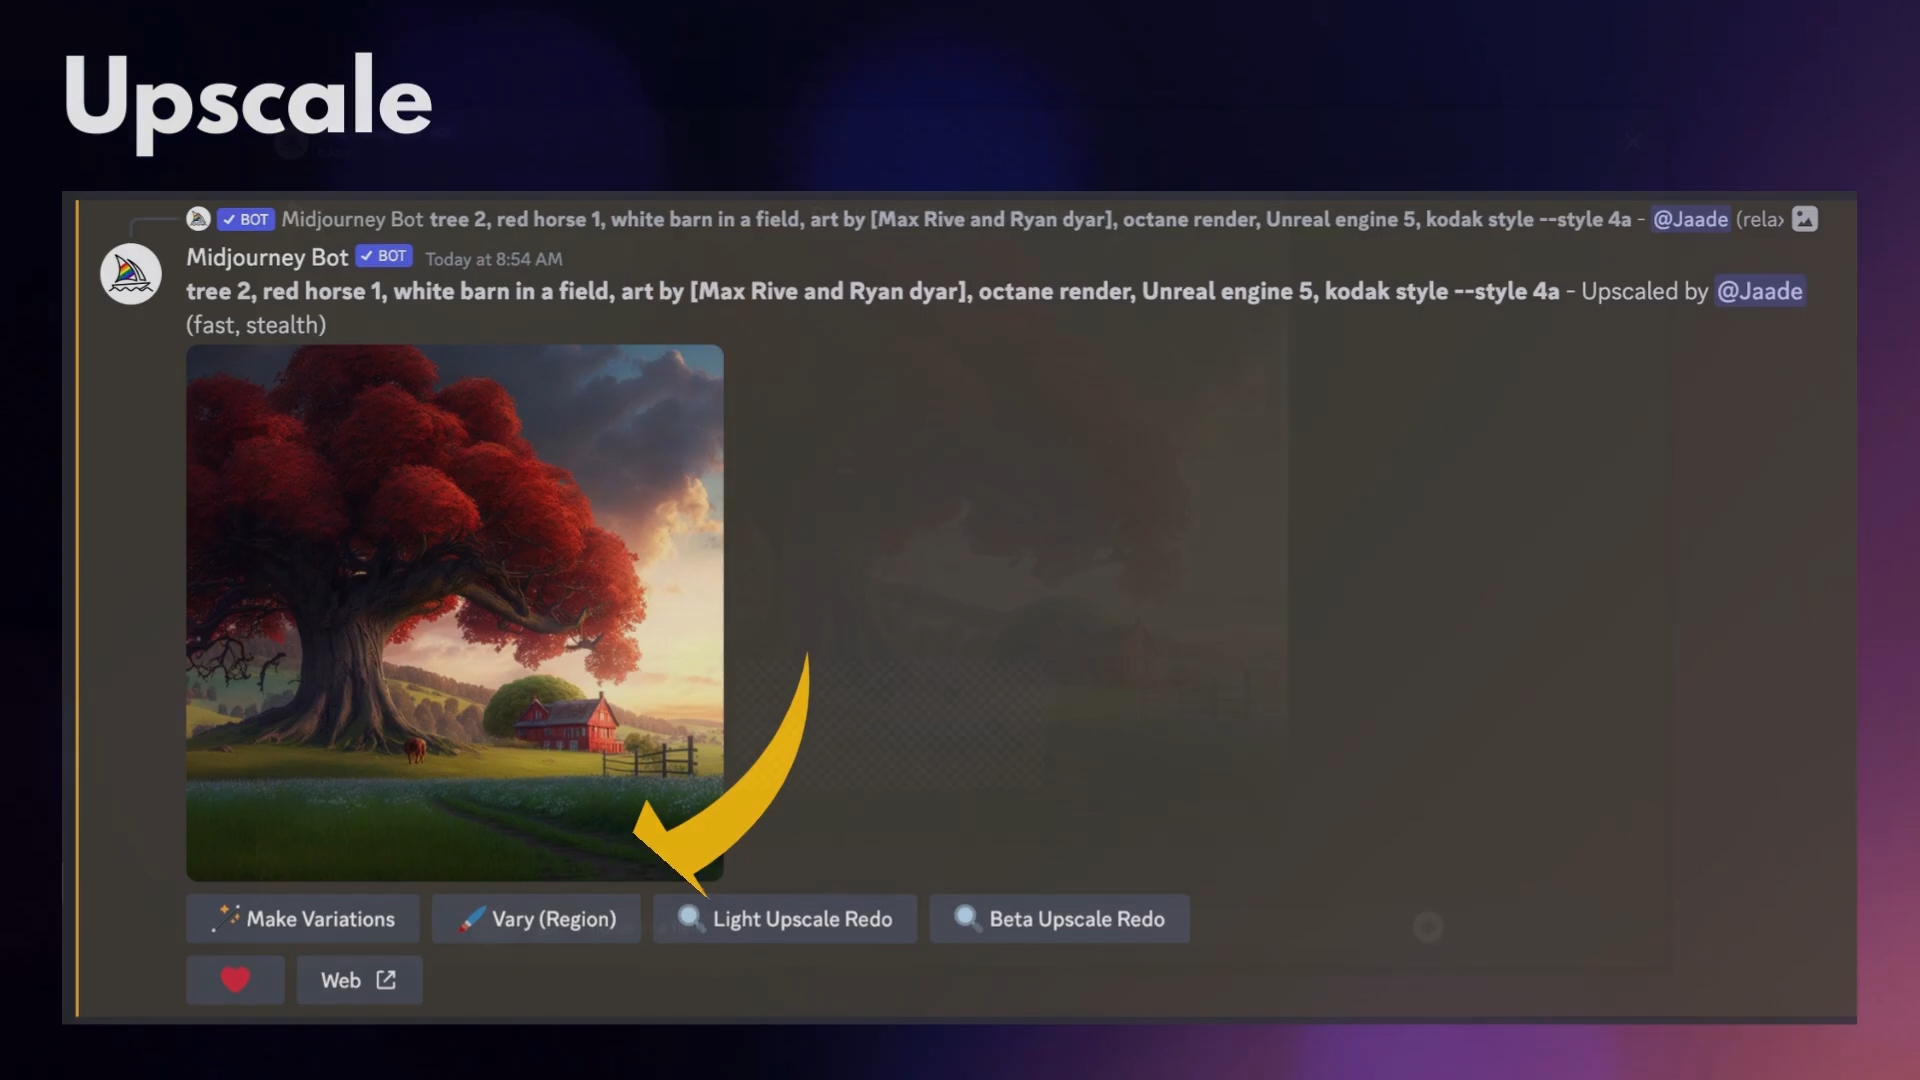 Upscale
BOT Midjourney Bot tree 2, red horse 1, white barn in a field, art by [Max Rive and Ryan dyar], octane render, Unreal engine 5, kodak style --style 4a - @Jaade (relax
Midjourney Bot BOT Today at 8:54 AM
tree 2, red horse 1, white barn in a field, art by [Max Rive and Ryan dyar], octane render, Unreal engine 5, kodak style --style 4a - Upscaled by @Jaade
(fast, stealth)
Make Variations Vary (Region) Light Upscale Redo Beta Upscale Redo
Web